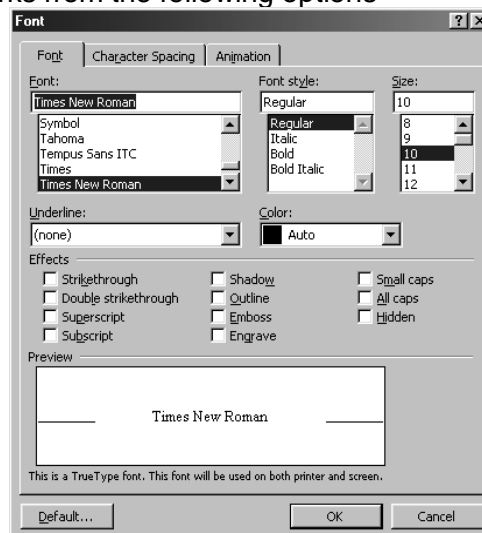 from the following options
Font
Font Character Spacing Animation
Font: Font style: Size:
Times New Roman Regular 10
Symbol Regular 8
Tahoma Italic 9
Tempus Sans ITC Bold 10
Times Bold Italic 11
Times New Roman 12
Underline: Color:
(none) Auto
Effects
Strikethrough Shadow Small caps
Double strikethrough Outline All caps
Superscript Emboss Hidden
Subscript Engrave
Preview
Times New Roman
This is a TrueType font. This font will be used on both printer and screen.
Default... OK Cancel